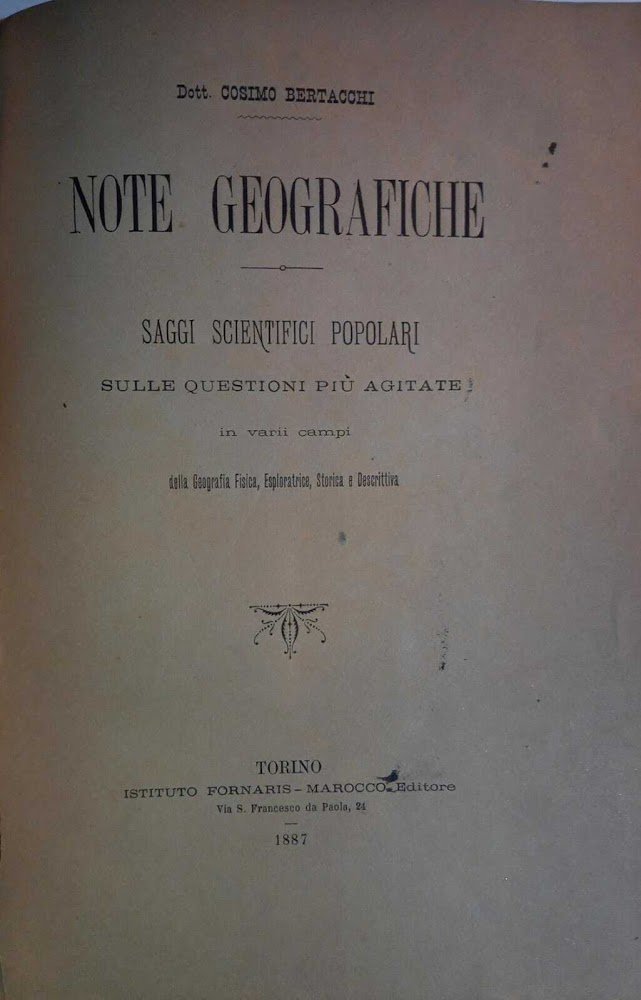 Dott. COSIMO BERTACCHI
NOTE GEOGRAFICHE
SAGGI SCIENTIFICI POPOLARI
SULLE QUESTIONI PIÙ AGITATE
in varii campi
della Geografia Fisica, Esploratrice, Storica e Descrittiva
TORINO
ISTITUTO FORNARIS - MAROCCO Editore
Via S. Francesco da Paola, 24
1887